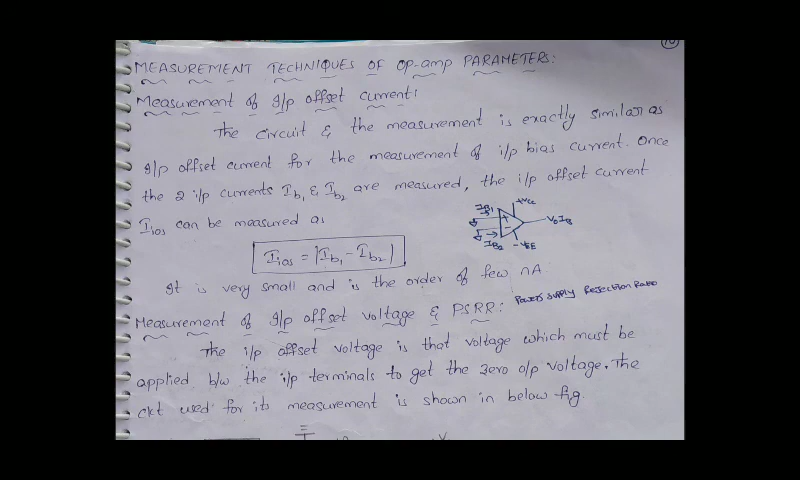 MEASUREMENT TECHNIQUES OF OP-amp PARAMETERS:
Measurement of I/p offset current:
The circuit & the measurement is exactly similar as
I/p offset current for the measurement of i/p bias current. Once
the 2 i/p currents Ib1 & Ib2 are measured, the i/p offset current
Iios can be measured as
IB1
+VCC
+
-
IB2
-VEE
Iios = |Ib1 - Ib2|
It is very small and is the order of few nA
Measurement of I/p offset voltage & PSRR: Power supply Rejection Ratio
The i/p offset voltage is that voltage which must be
applied b/w the i/p terminals to get the zero o/p voltage. The
ckt used for its measurement is shown in below fig.